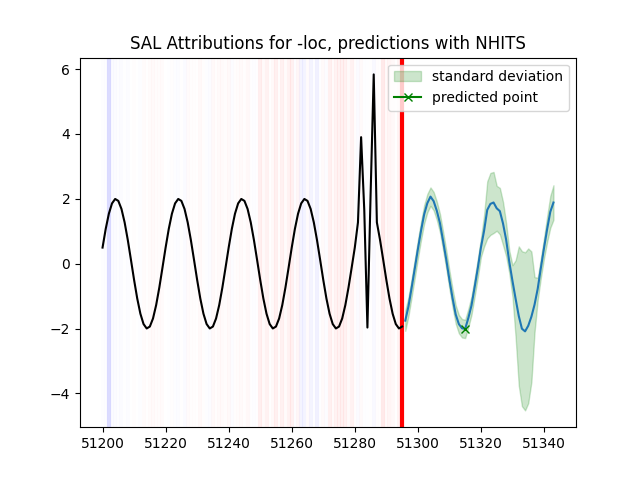 SAL Attributions for -loc, predictions with NHITS
standard deviation
predicted point
6
4
2
0
−2
−4
51200 51220 51240 51260 51280 51300 51320 51340